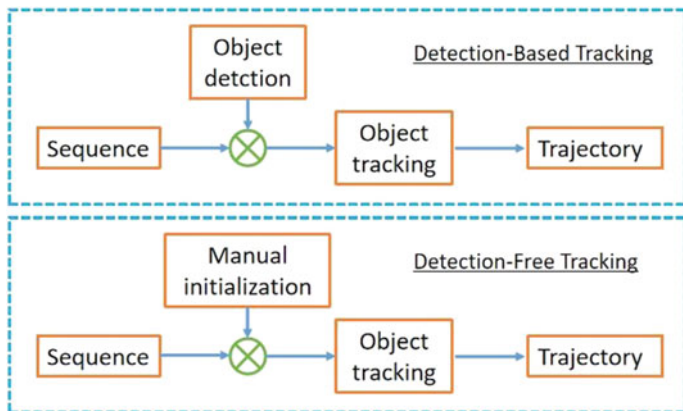 Object
detction
Detection-Based Tracking
Sequence
Object
tracking
Trajectory
Manual
initialization
Detection-Free Tracking
Sequence
Object
tracking
Trajectory